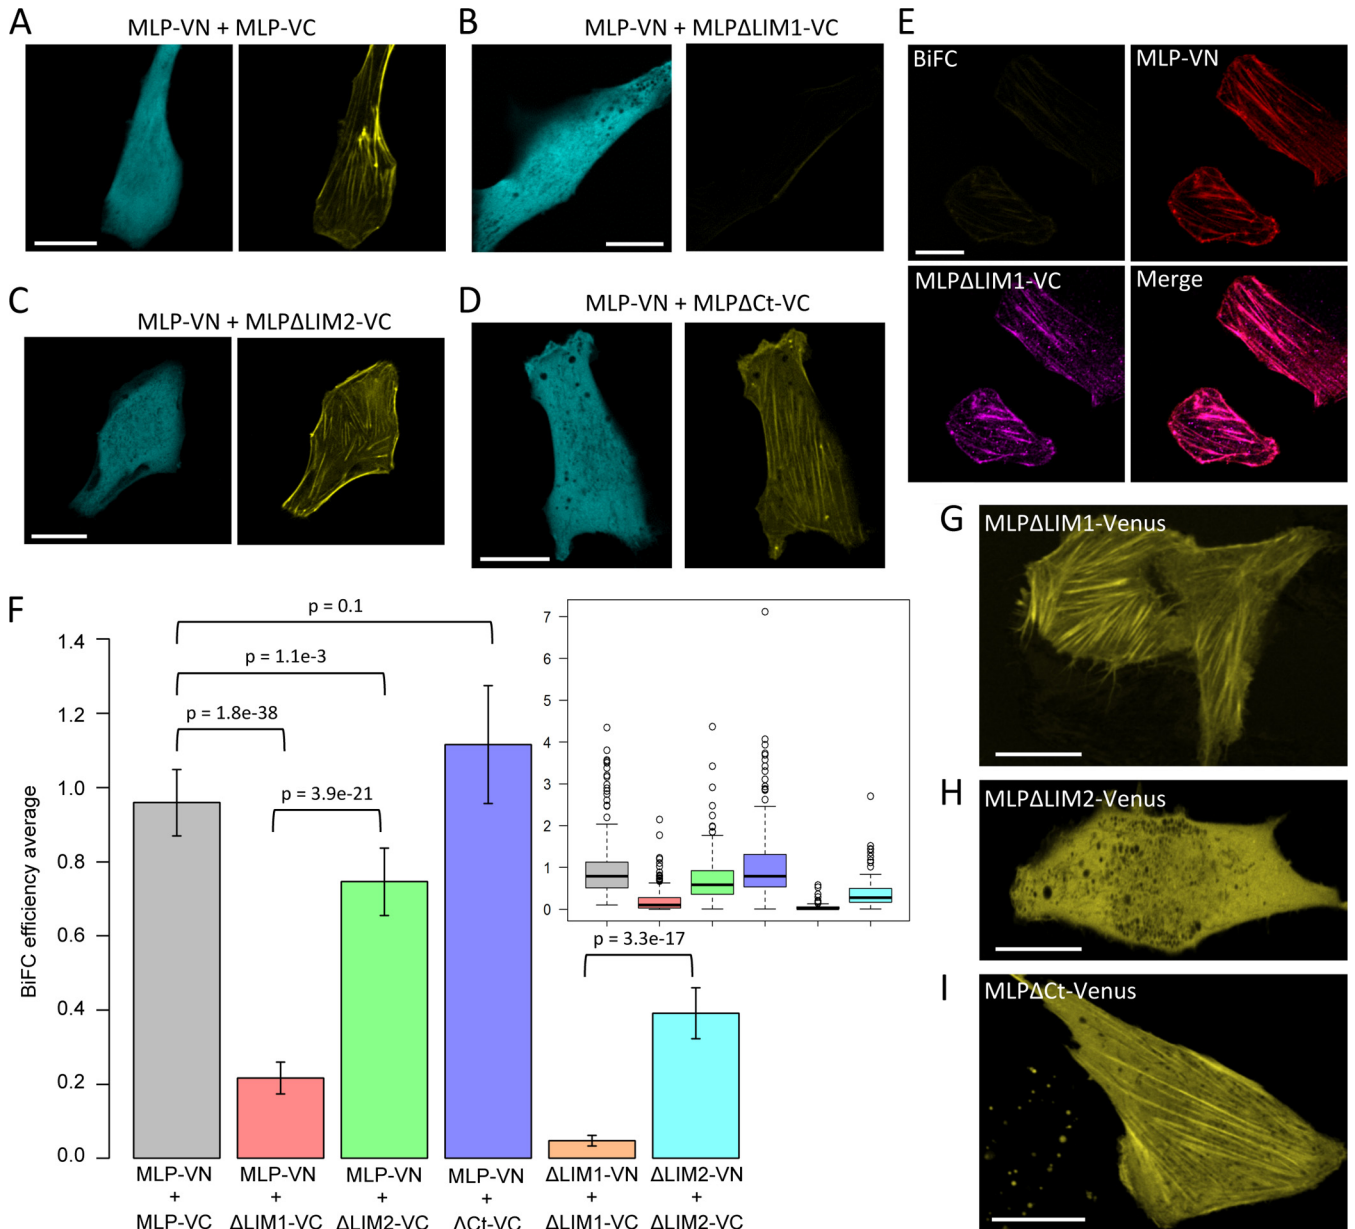 A
MLP-VN + MLP-VC
B
MLP-VN + MLPΔLIM1-VC
C
MLP-VN + MLPΔLIM2-VC
D
MLP-VN + MLPΔCt-VC
E
BiFC
MLP-VN
MLPΔLIM1-VC
Merge
F
BiFC efficiency average
1.4
1.2
1.0
0.8
0.6
0.4
0.2
0.0
p = 0.1
p = 1.1e-3
p = 1.8e-38
p = 3.9e-21
p = 3.3e-17
7
6
5
4
3
2
1
0
MLP-VN
+
MLP-VC
MLP-VN
+
ΔLIM1-VC
MLP-VN
+
ΔLIM2-VC
MLP-VN
+
ΔCt-VC
ΔLIM1-VN
+
ΔLIM1-VC
ΔLIM2-VN
+
ΔLIM2-VC
G
MLPΔLIM1-Venus
H
MLPΔLIM2-Venus
I
MLPΔCt-Venus